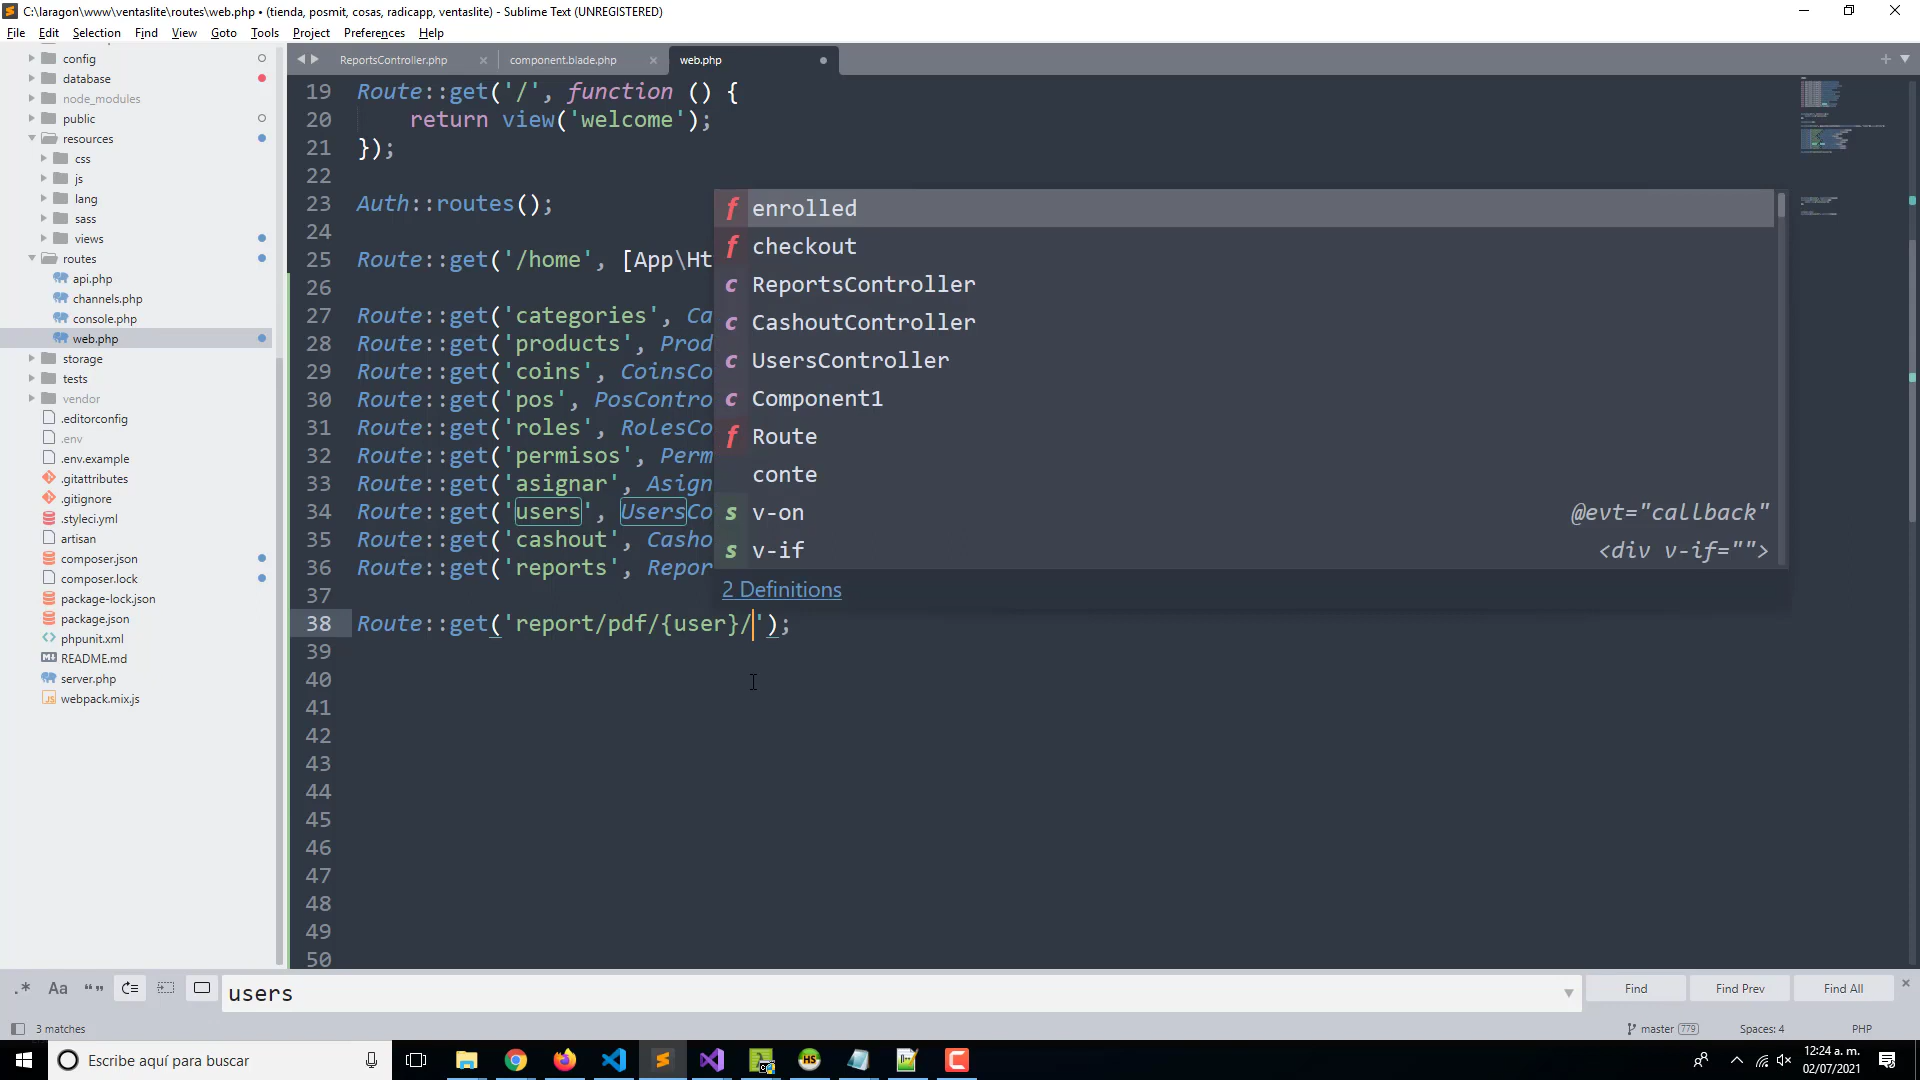 C:\laragon\www\ventaslite\routes\web.php • (tienda, posmit, cosas, radicapp, ventaslite) - Sublime Text (UNREGISTERED)
File Edit Selection Find View Goto Tools Project Preferences Help
config
database
node_modules
public
resources
css
js
lang
sass
views
routes
api.php
channels.php
console.php
web.php
storage
tests
vendor
.editorconfig
.env
.env.example
.gitattributes
.gitignore
.styleci.yml
artisan
composer.json
composer.lock
package-lock.json
package.json
phpunit.xml
README.md
server.php
webpack.mix.js
ReportsController.php component.blade.php web.php
19 Route::get('/', function () {
20 return view('welcome');
21 });
22
23 Auth::routes();
24
25 Route::get('/home', [App\Ht
26
27 Route::get('categories', Ca
28 Route::get('products', Prod
29 Route::get('coins', CoinsCo
30 Route::get('pos', PosContro
31 Route::get('roles', RolesCo
32 Route::get('permisos', Perm
33 Route::get('asignar', Asign
34 Route::get('users', UsersCo
35 Route::get('cashout', Casho
36 Route::get('reports', Repor
37
38 Route::get('report/pdf/{user}/');
39
40
41
42
43
44
45
46
47
48
49
50
f enrolled
f checkout
c ReportsController
c CashoutController
c UsersController
c Component1
f Route
conte
s v-on @evt="callback"
s v-if <div v-if="">
2 Definitions
.* Aa “” users Find Find Prev Find All
3 matches master 779 Spaces: 4 PHP
Escribe aquí para buscar
12:24 a. m.
02/07/2021